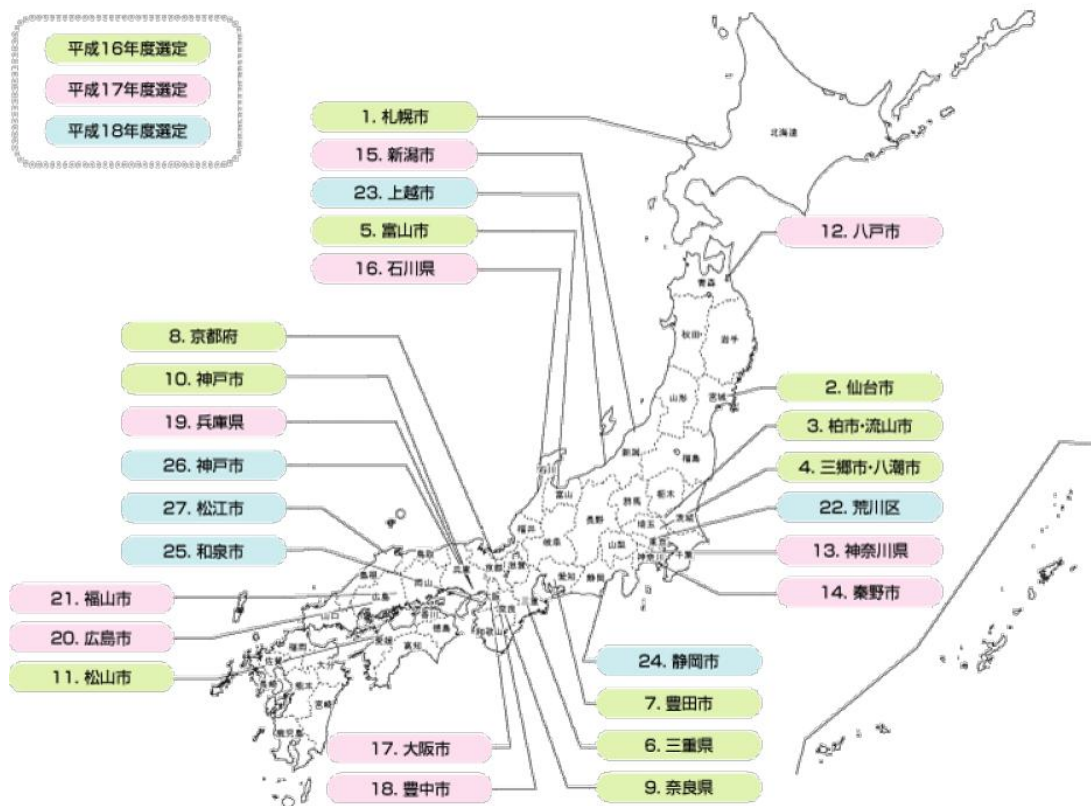 平成16年度選定
平成17年度選定
平成18年度選定
1. 札幌市
15. 新潟市
23. 上越市
5. 富山市
16. 石川県
12. 八戸市
8. 京都府
10. 神戸市
19. 兵庫県
26. 神戸市
27. 松江市
25. 和泉市
21. 福山市
20. 広島市
11. 松山市
2. 仙台市
3. 柏市・流山市
4. 三郷市・八潮市
22. 荒川区
13. 神奈川県
14. 秦野市
24. 静岡市
7. 豊田市
6. 三重県
9. 奈良県
17. 大阪市
18. 豊中市
北海道
青森
秋田
岩手
山形
宮城
新潟
福島
石川
富山
群馬
栃木
長野
埼玉
茨城
福井
岐阜
山梨
東京
神奈川
千葉
鳥取
兵庫
京都
滋賀
愛知
静岡
島根
岡山
広島
大阪
奈良
三重
山口
香川
徳島
和歌山
愛媛
高知
福岡
佐賀
大分
長崎
熊本
宮崎
鹿児島